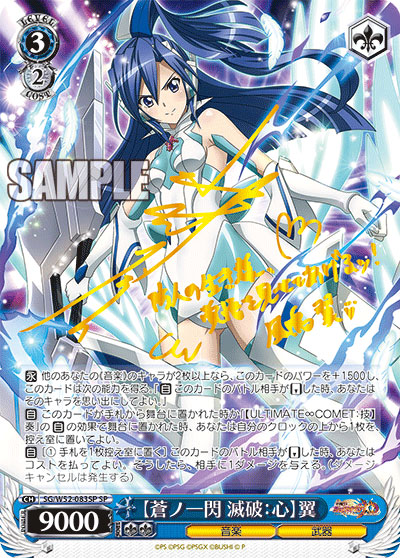 LEVEL
3
2
COST
SAMPLE
永 他のあなたの《音楽》のキャラが2枚以上なら、このカードのパワーを+1500し、
このカードは次の能力を得る。『自 このカードのバトル相手が【】した時、あなたは
そのキャラを思い出にしてよい。』
自 このカードが手札から舞台に置かれた時か「【ULTIMATE∞COMET:技】
奏」の自の効果で舞台に置かれた時、あなたは自分のクロックの上から1枚を
控え室に置いてよい。
自 [① 手札を1枚控え室に置く] このカードのバトル相手が【】した時、あなたは
コストを払ってよい。そうしたら、相手に1ダメージを与える。(ダメージ
キャンセルは発生する)
CH SG/W52-083SP SP
POWER
9000
【蒼ノ一閃 滅破:心】翼
音楽
武器
©PS ©PSG ©PSGX ©BUSHI ©P